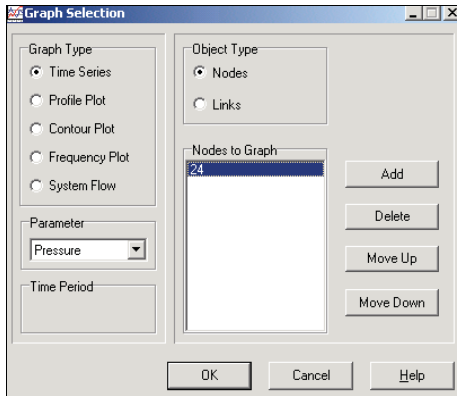 Graph Selection
Graph Type
Time Series
Profile Plot
Contour Plot
Frequency Plot
System Flow
Parameter
Pressure
Time Period
Object Type
Nodes
Links
Nodes to Graph
24
Add
Delete
Move Up
Move Down
OK
Cancel
Help